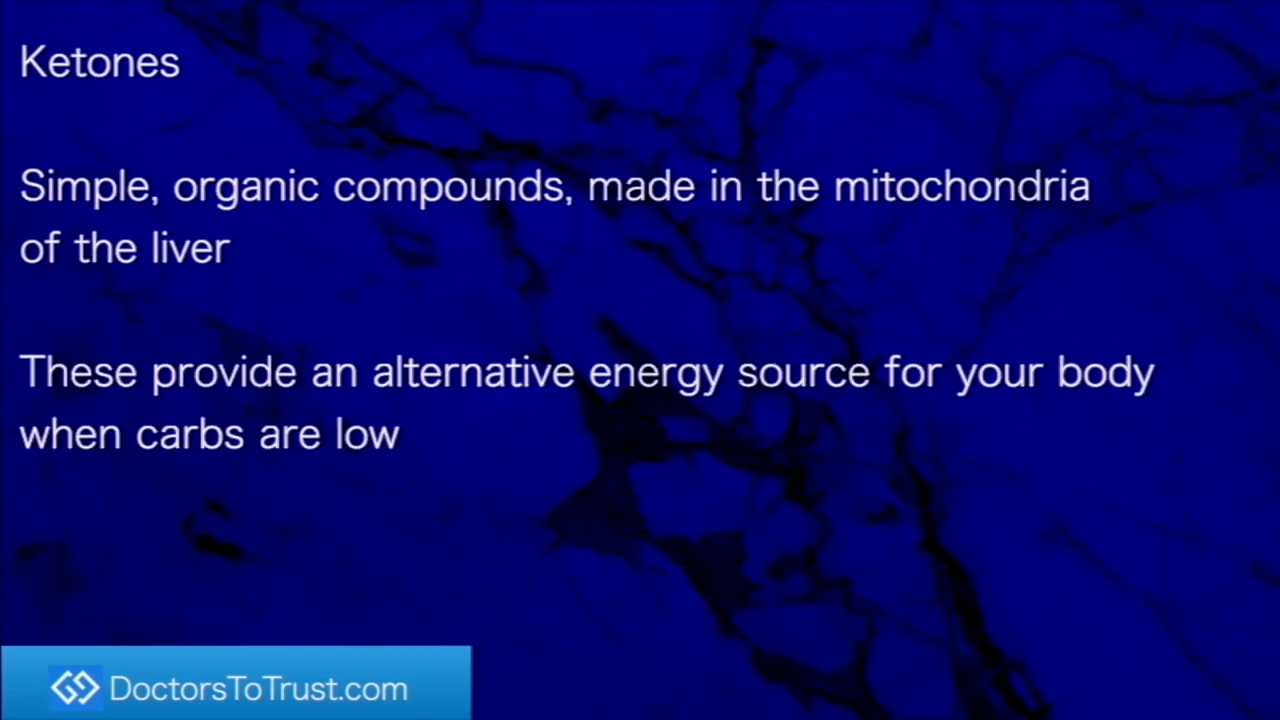 Ketones
Simple, organic compounds, made in the mitochondria
of the liver
These provide an alternative energy source for your body
when carbs are low
DoctorsToTrust.com